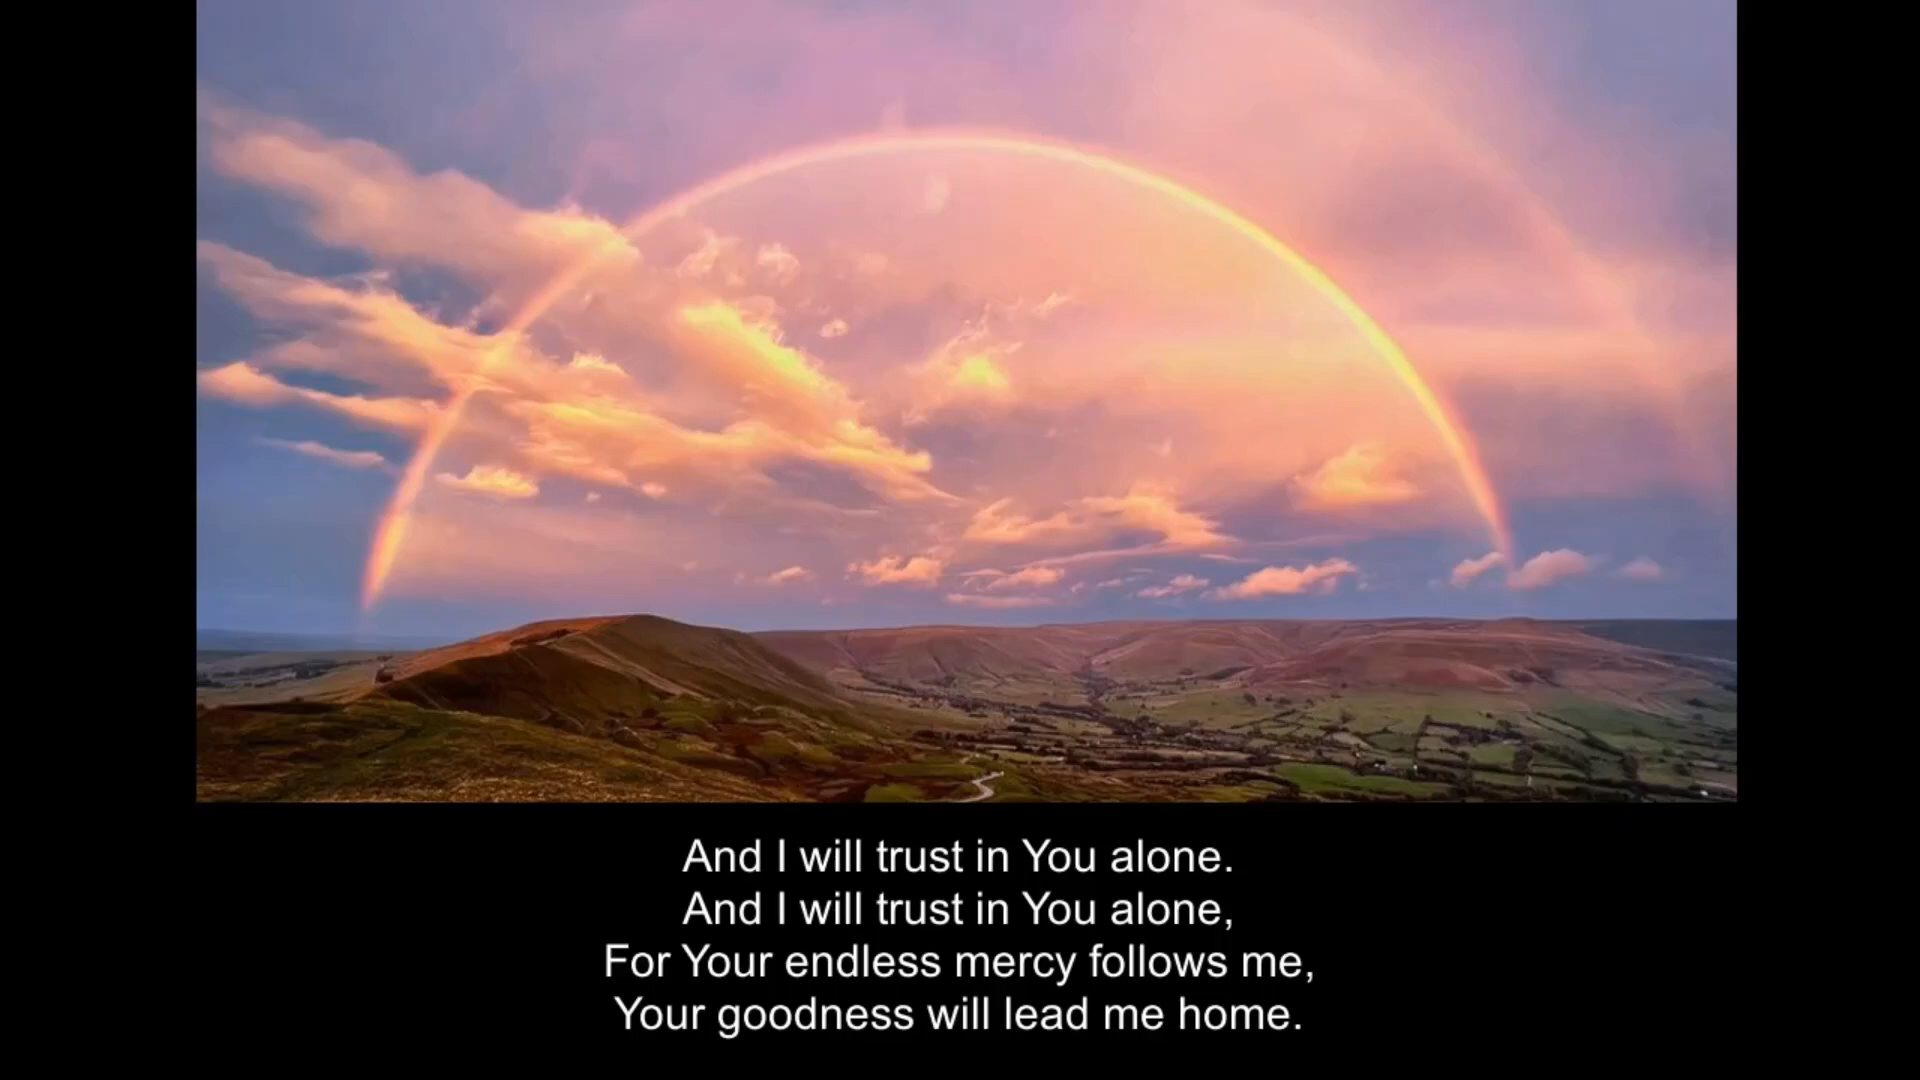 And I will trust in You alone.
And I will trust in You alone,
For Your endless mercy follows me,
Your goodness will lead me home.